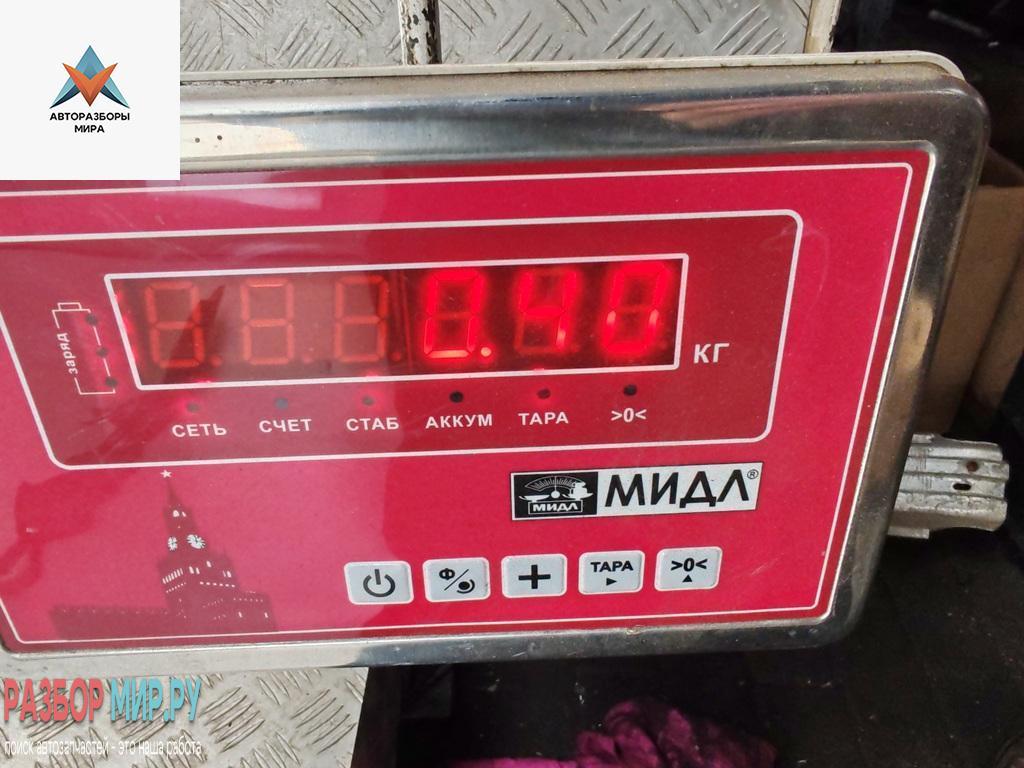 АВТОРАЗБОРЫ
МИРА
0.40
КГ
заряд
СЕТЬ СЧЕТ СТАБ АККУМ ТАРА >0<
МИДЛ МИДЛ®
Ф/ + ТАРА >0<
РАЗБОР МИР.РУ
поиск автозапчастей - это наша работа